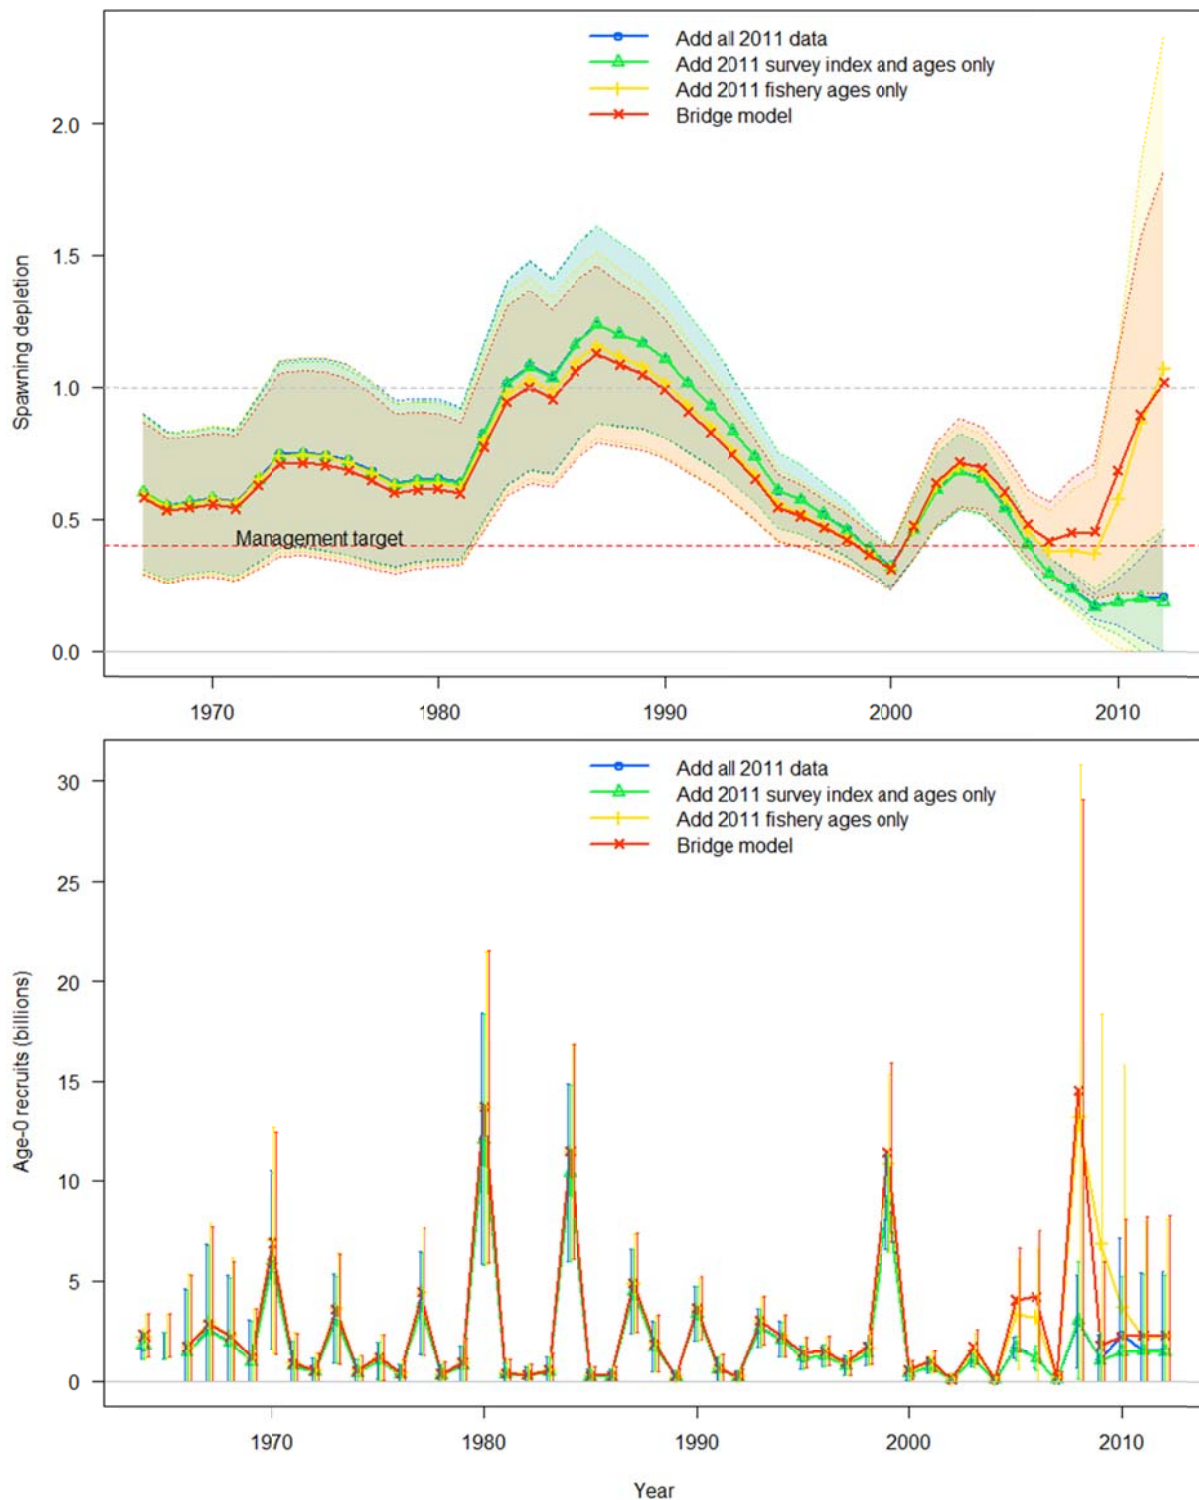 Add all 2011 data
Add 2011 survey index and ages only
Add 2011 fishery ages only
Bridge model
2.0
1.5
1.0
0.5
0.0
Spawning depletion
Management target
1970 1980 1990 2000 2010
Add all 2011 data
Add 2011 survey index and ages only
Add 2011 fishery ages only
Bridge model
30
25
20
15
10
5
0
Age-0 recruits (billions)
1970 1980 1990 2000 2010
Year